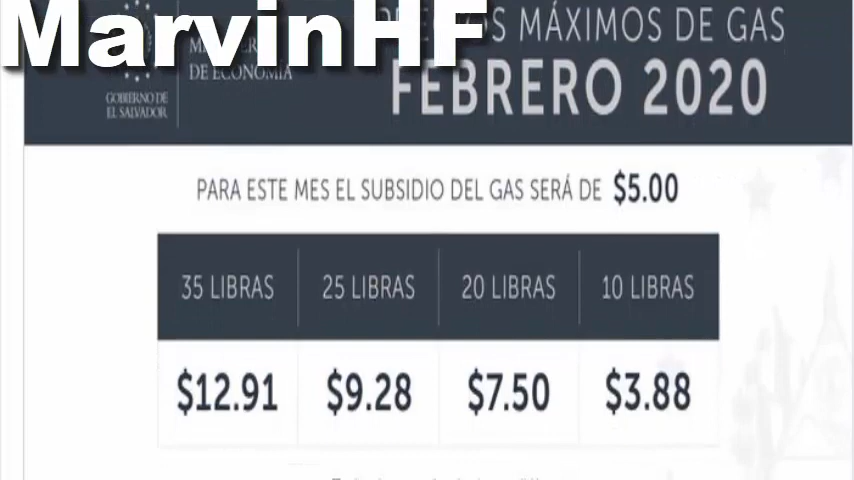 MarvinHF
MÁXIMOS DE GAS
DE ECONOMÍA
FEBRERO 2020
GOBIERNO DE
EL SALVADOR
PARA ESTE MES EL SUBSIDIO DEL GAS SERÁ DE $5.00
35 LIBRAS 25 LIBRAS 20 LIBRAS 10 LIBRAS
$12.91 $9.28 $7.50 $3.88